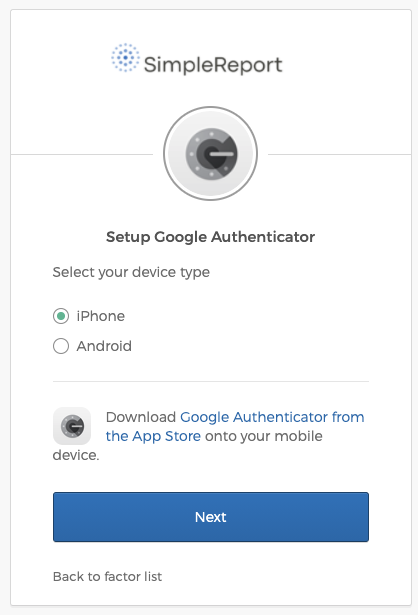 SimpleReport
Setup Google Authenticator
Select your device type
iPhone
Android
Download Google Authenticator from
the App Store onto your mobile
device.
Next
Back to factor list